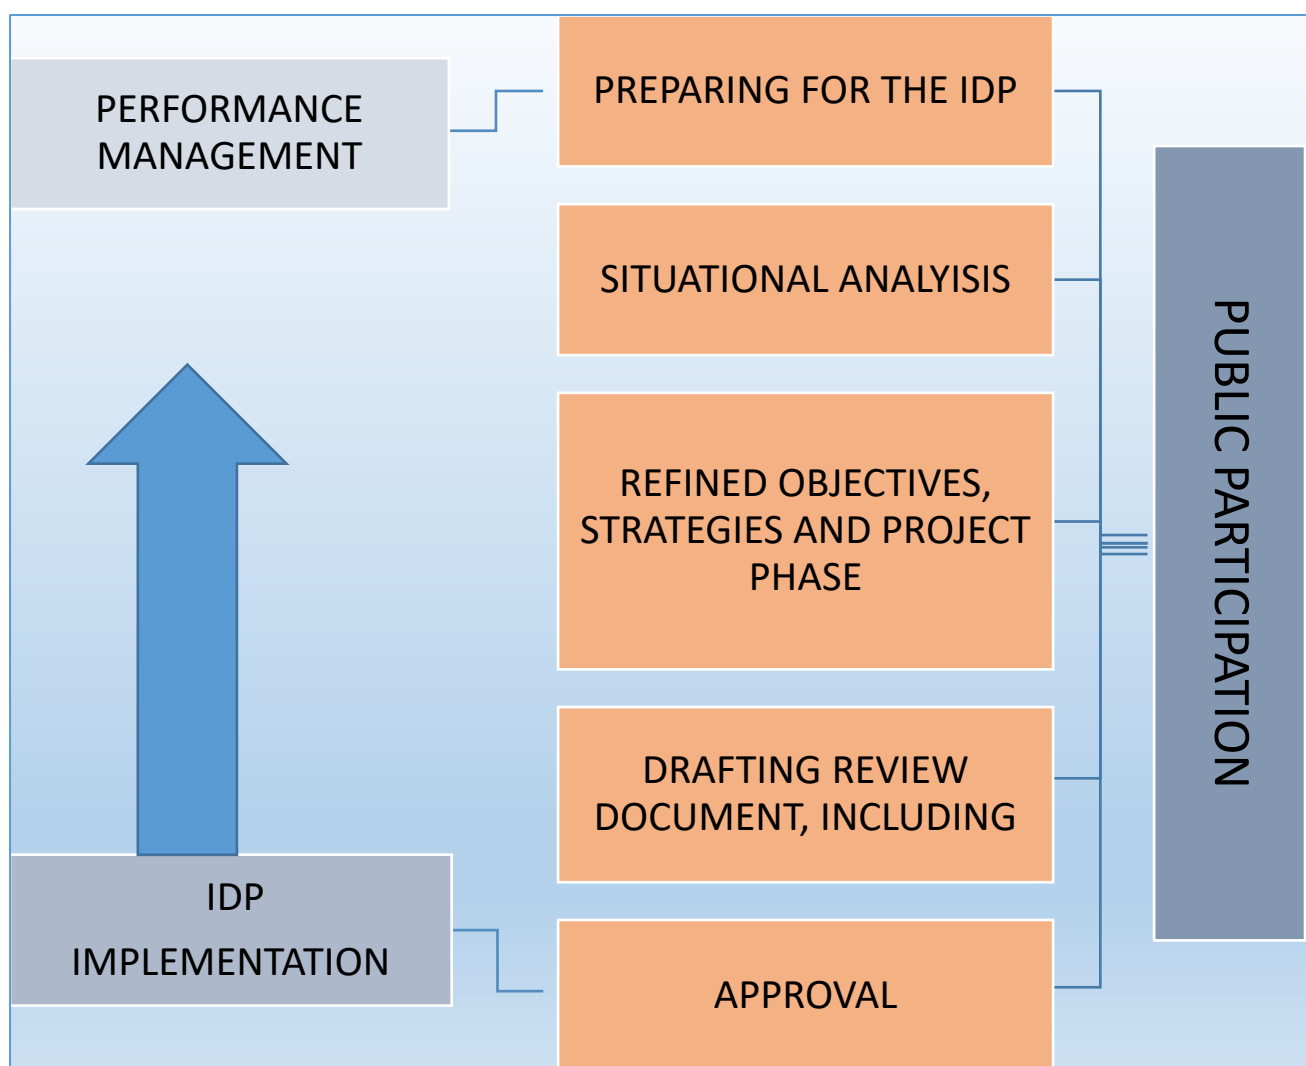 PERFORMANCE
MANAGEMENT
PREPARING FOR THE IDP
SITUATIONAL ANALYISIS
REFINED OBJECTIVES,
STRATEGIES AND PROJECT
PHASE
DRAFTING REVIEW
DOCUMENT, INCLUDING
APPROVAL
IDP
IMPLEMENTATION
PUBLIC PARTICIPATION